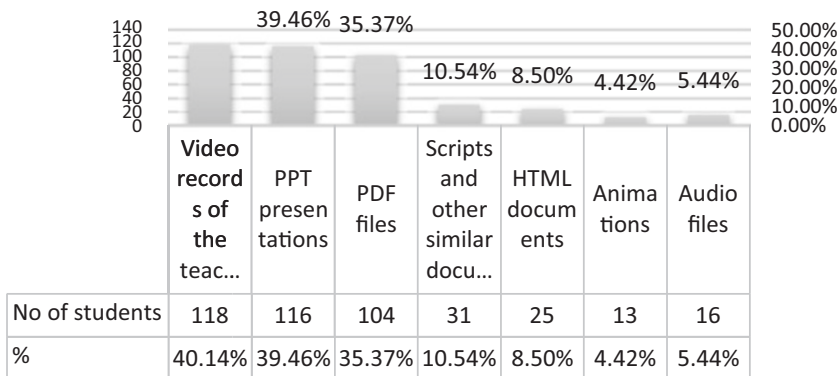 140
120
100
80
60
40
20
0
39.46% 35.37%
10.54% 8.50% 4.42% 5.44%
50.00%
40.00%
30.00%
20.00%
10.00%
0.00%
Video
record
s of
the
teac...
PPT
presen
tations
PDF
files
Scripts
and
other
similar
docu...
HTML
docum
ents
Anima
tions
Audio
files
No of students 118 116 104 31 25 13 16
% 40.14% 39.46% 35.37% 10.54% 8.50% 4.42% 5.44%